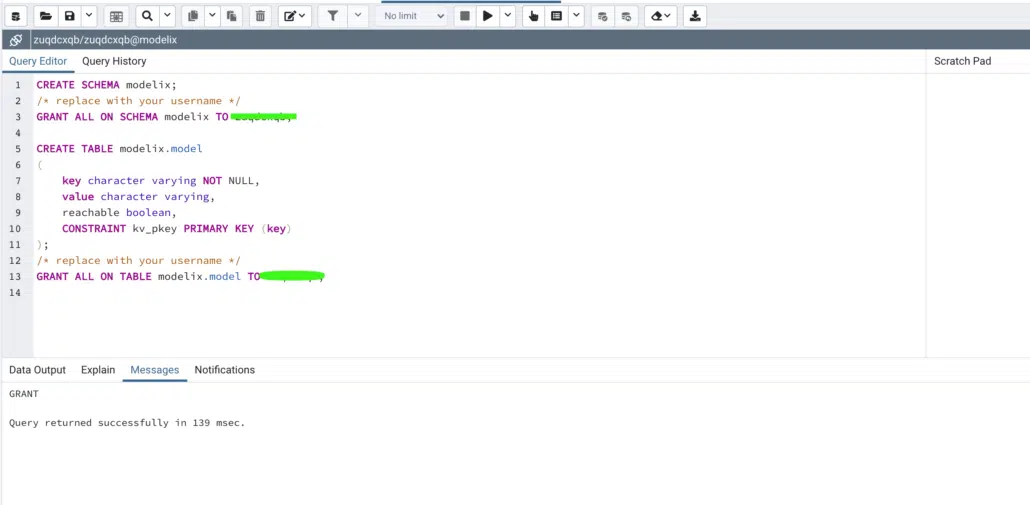 No limit
zuqdcxqb/zuqdcxqb@modelix
Query Editor Query History Scratch Pad
1 CREATE SCHEMA modelix;
2 /* replace with your username */
3 GRANT ALL ON SCHEMA modelix TO
4
5 CREATE TABLE modelix.model
6 (
7 key character varying NOT NULL,
8 value character varying,
9 reachable boolean,
10 CONSTRAINT kv_pkey PRIMARY KEY (key)
11 );
12 /* replace with your username */
13 GRANT ALL ON TABLE modelix.model TO
14
Data Output Explain Messages Notifications
GRANT
Query returned successfully in 139 msec.